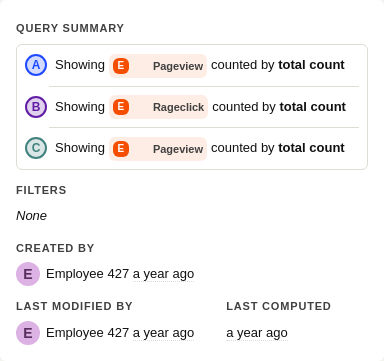 QUERY SUMMARY
A Showing E Pageview counted by total count
B Showing E Rageclick counted by total count
C Showing E Pageview counted by total count
FILTERS
None
CREATED BY
E Employee 427 a year ago
LAST MODIFIED BY LAST COMPUTED
E Employee 427 a year ago a year ago